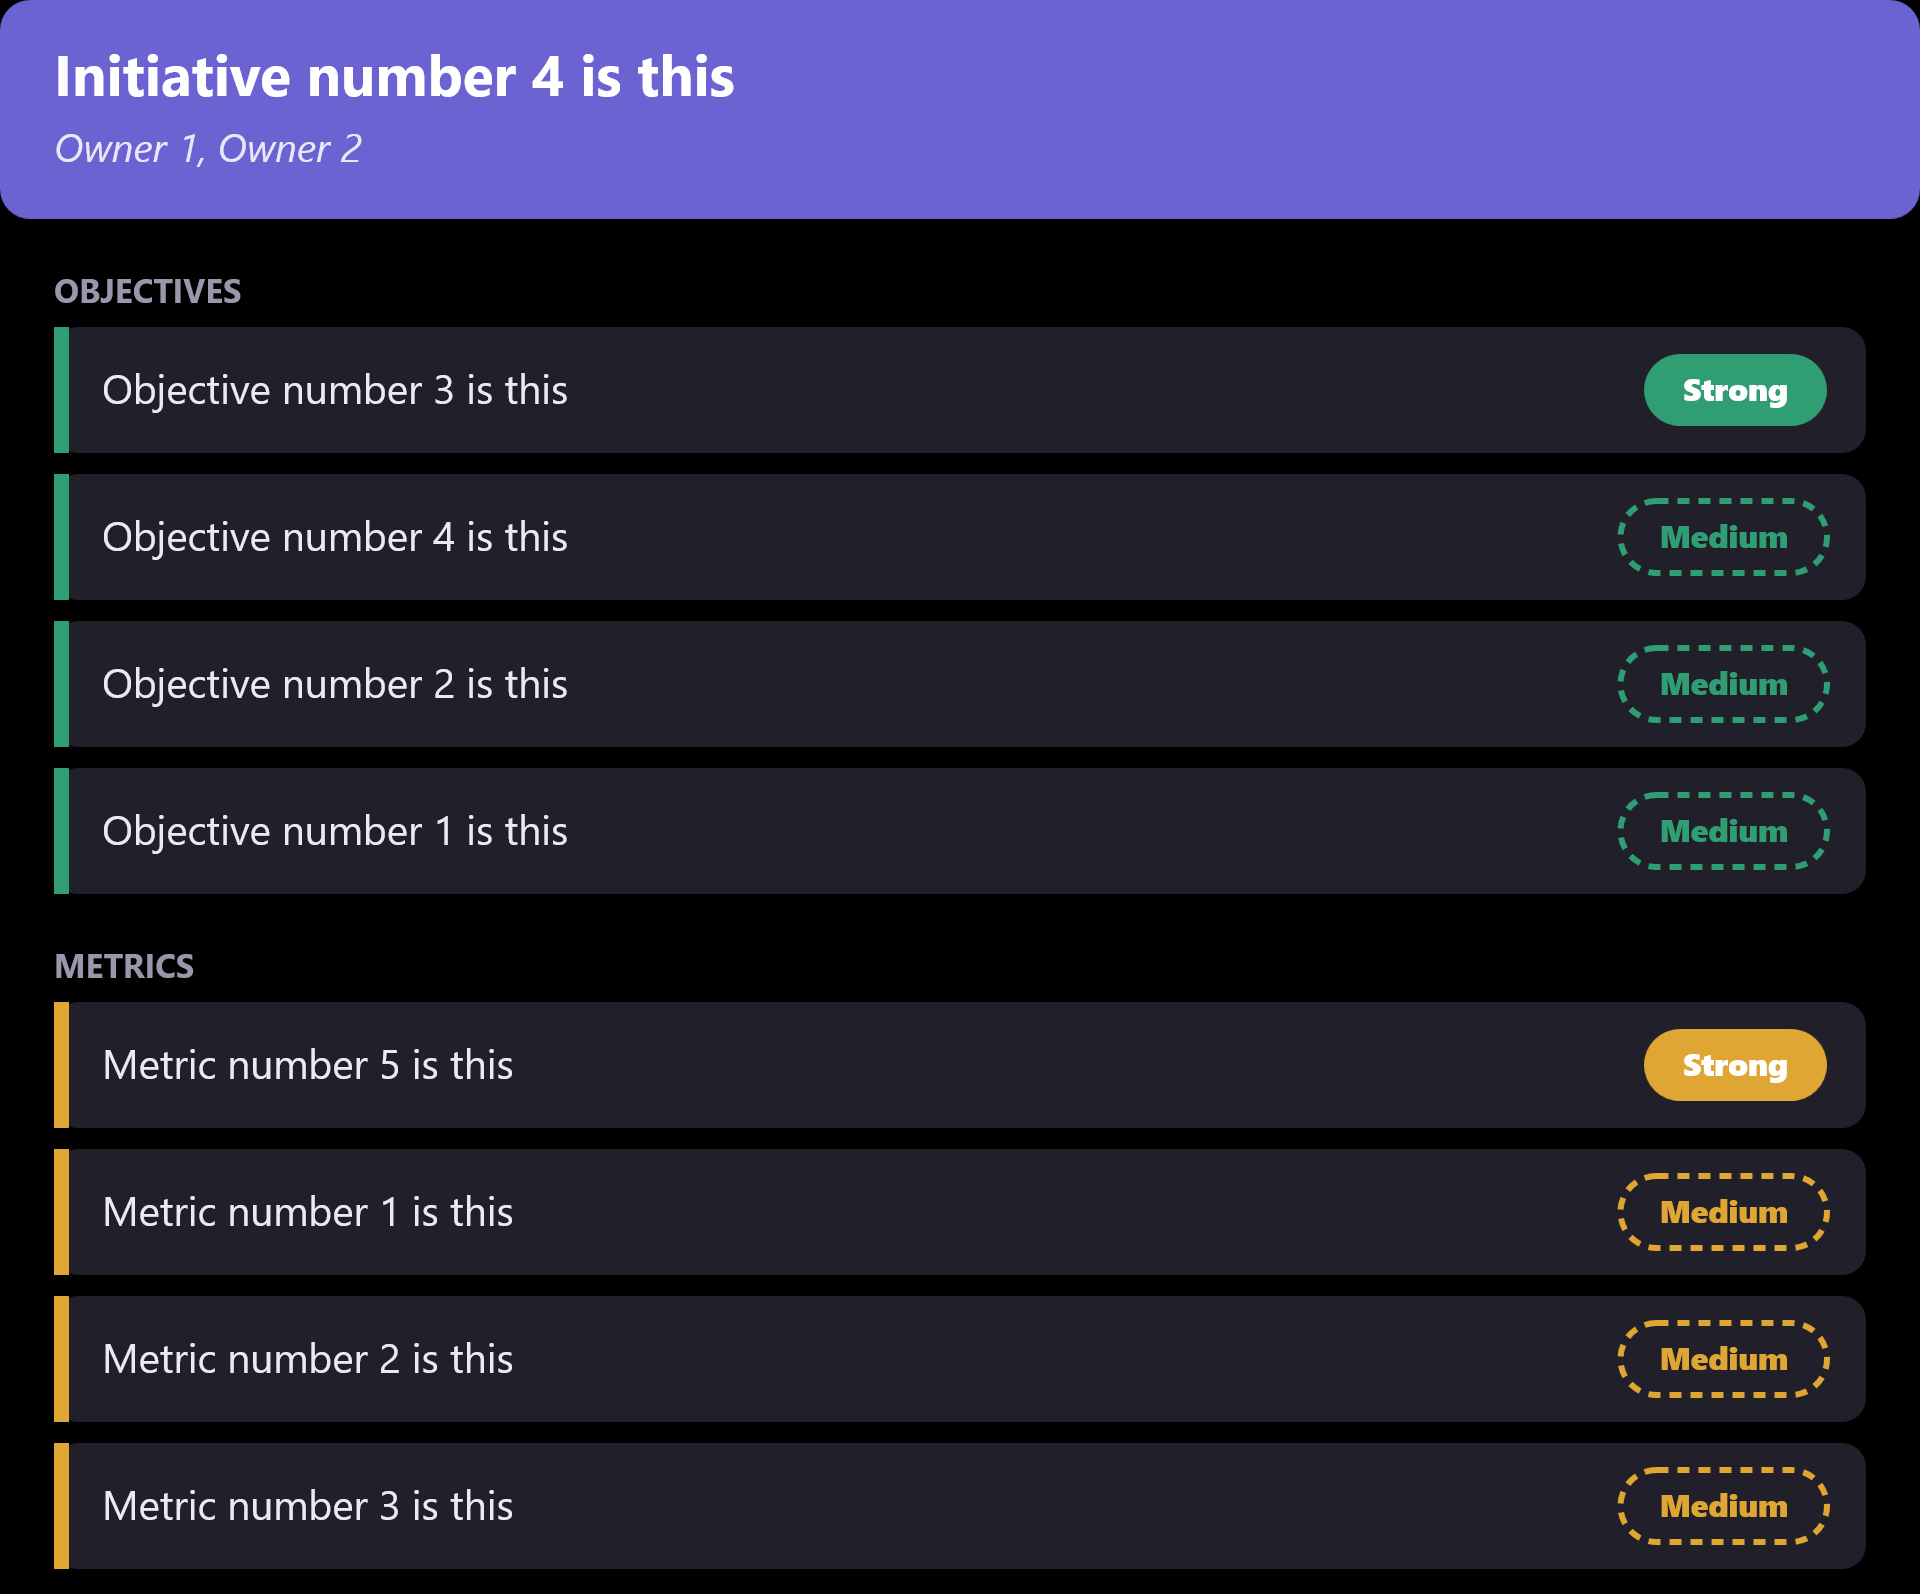 Initiative number 4 is this
Owner 1, Owner 2
OBJECTIVES
Objective number 3 is this Strong
Objective number 4 is this Medium
Objective number 2 is this Medium
Objective number 1 is this Medium
METRICS
Metric number 5 is this Strong
Metric number 1 is this Medium
Metric number 2 is this Medium
Metric number 3 is this Medium